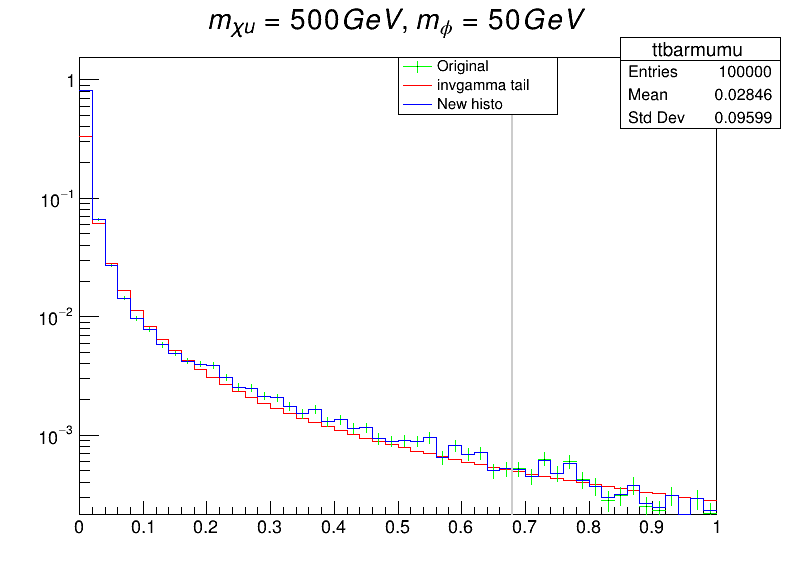 m_χu = 500GeV, m_ϕ = 50GeV
ttbarmumu
Entries 100000
Mean 0.02846
Std Dev 0.09599
Original
invgamma tail
New histo
1
10^−1
10^−2
10^−3
0 0.1 0.2 0.3 0.4 0.5 0.6 0.7 0.8 0.9 1